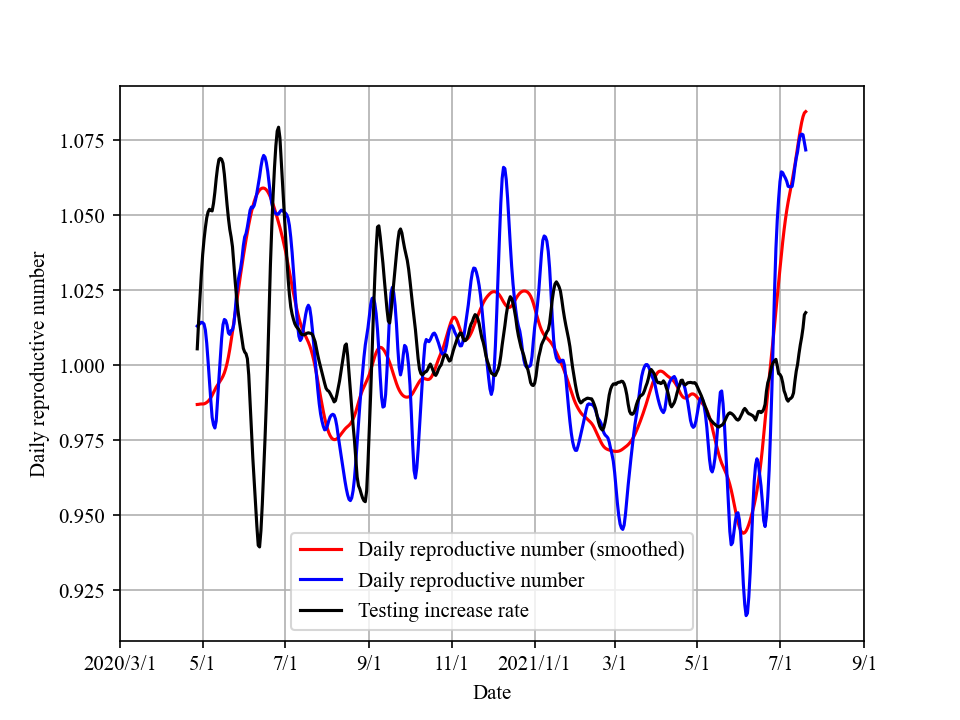 1.075
1.050
1.025
1.000
0.975
0.950
0.925
Daily reproductive number
Daily reproductive number (smoothed)
Daily reproductive number
Testing increase rate
2020/3/1 5/1 7/1 9/1 11/1 2021/1/1 3/1 5/1 7/1 9/1
Date